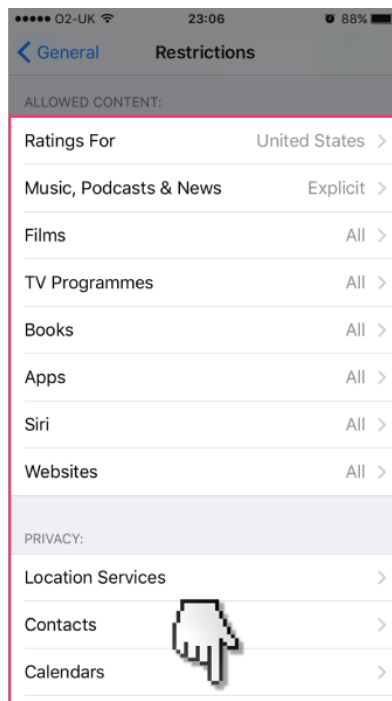 O2-UK 23:06 88%
General Restrictions
ALLOWED CONTENT:
Ratings For United States
Music, Podcasts & News Explicit
Films All
TV Programmes All
Books All
Apps All
Siri All
Websites All
PRIVACY:
Location Services
Contacts
Calendars